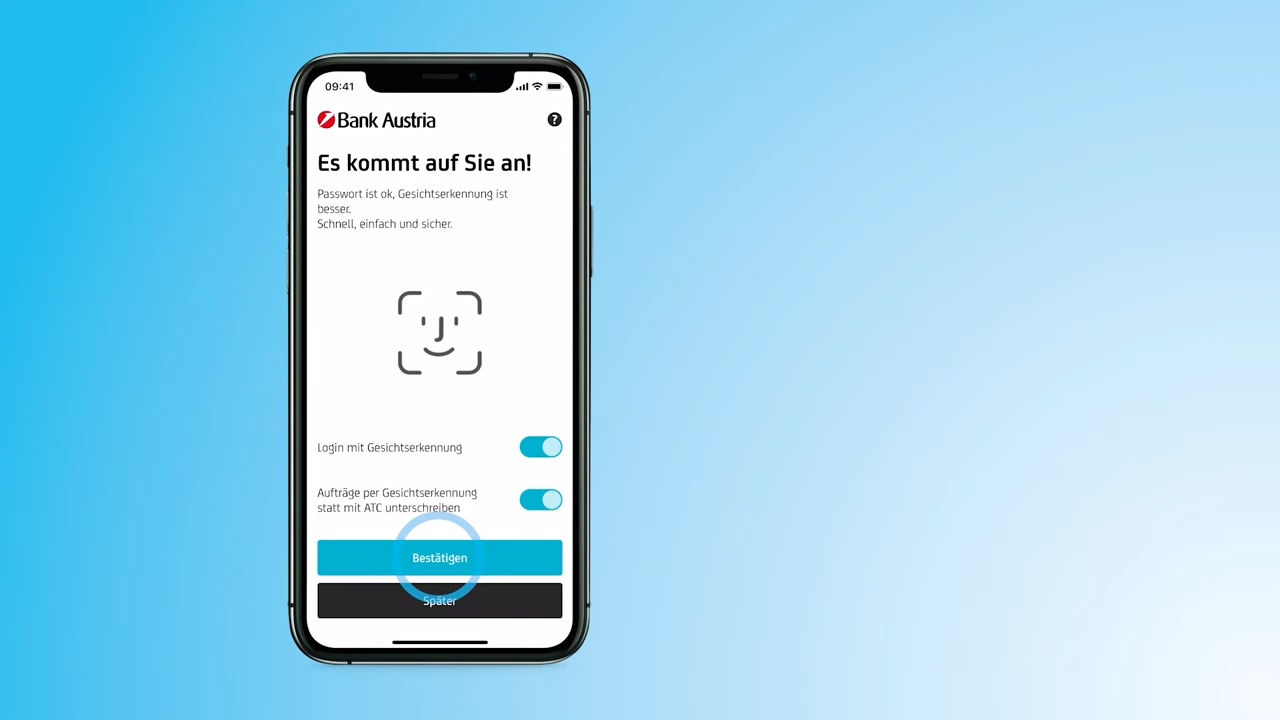 09:41
Bank Austria
?
Es kommt auf Sie an!
Passwort ist ok, Gesichtserkennung ist
besser.
Schnell, einfach und sicher.
Login mit Gesichtserkennung
Aufträge per Gesichtserkennung
statt mit ATC unterschreiben
Bestätigen
Später